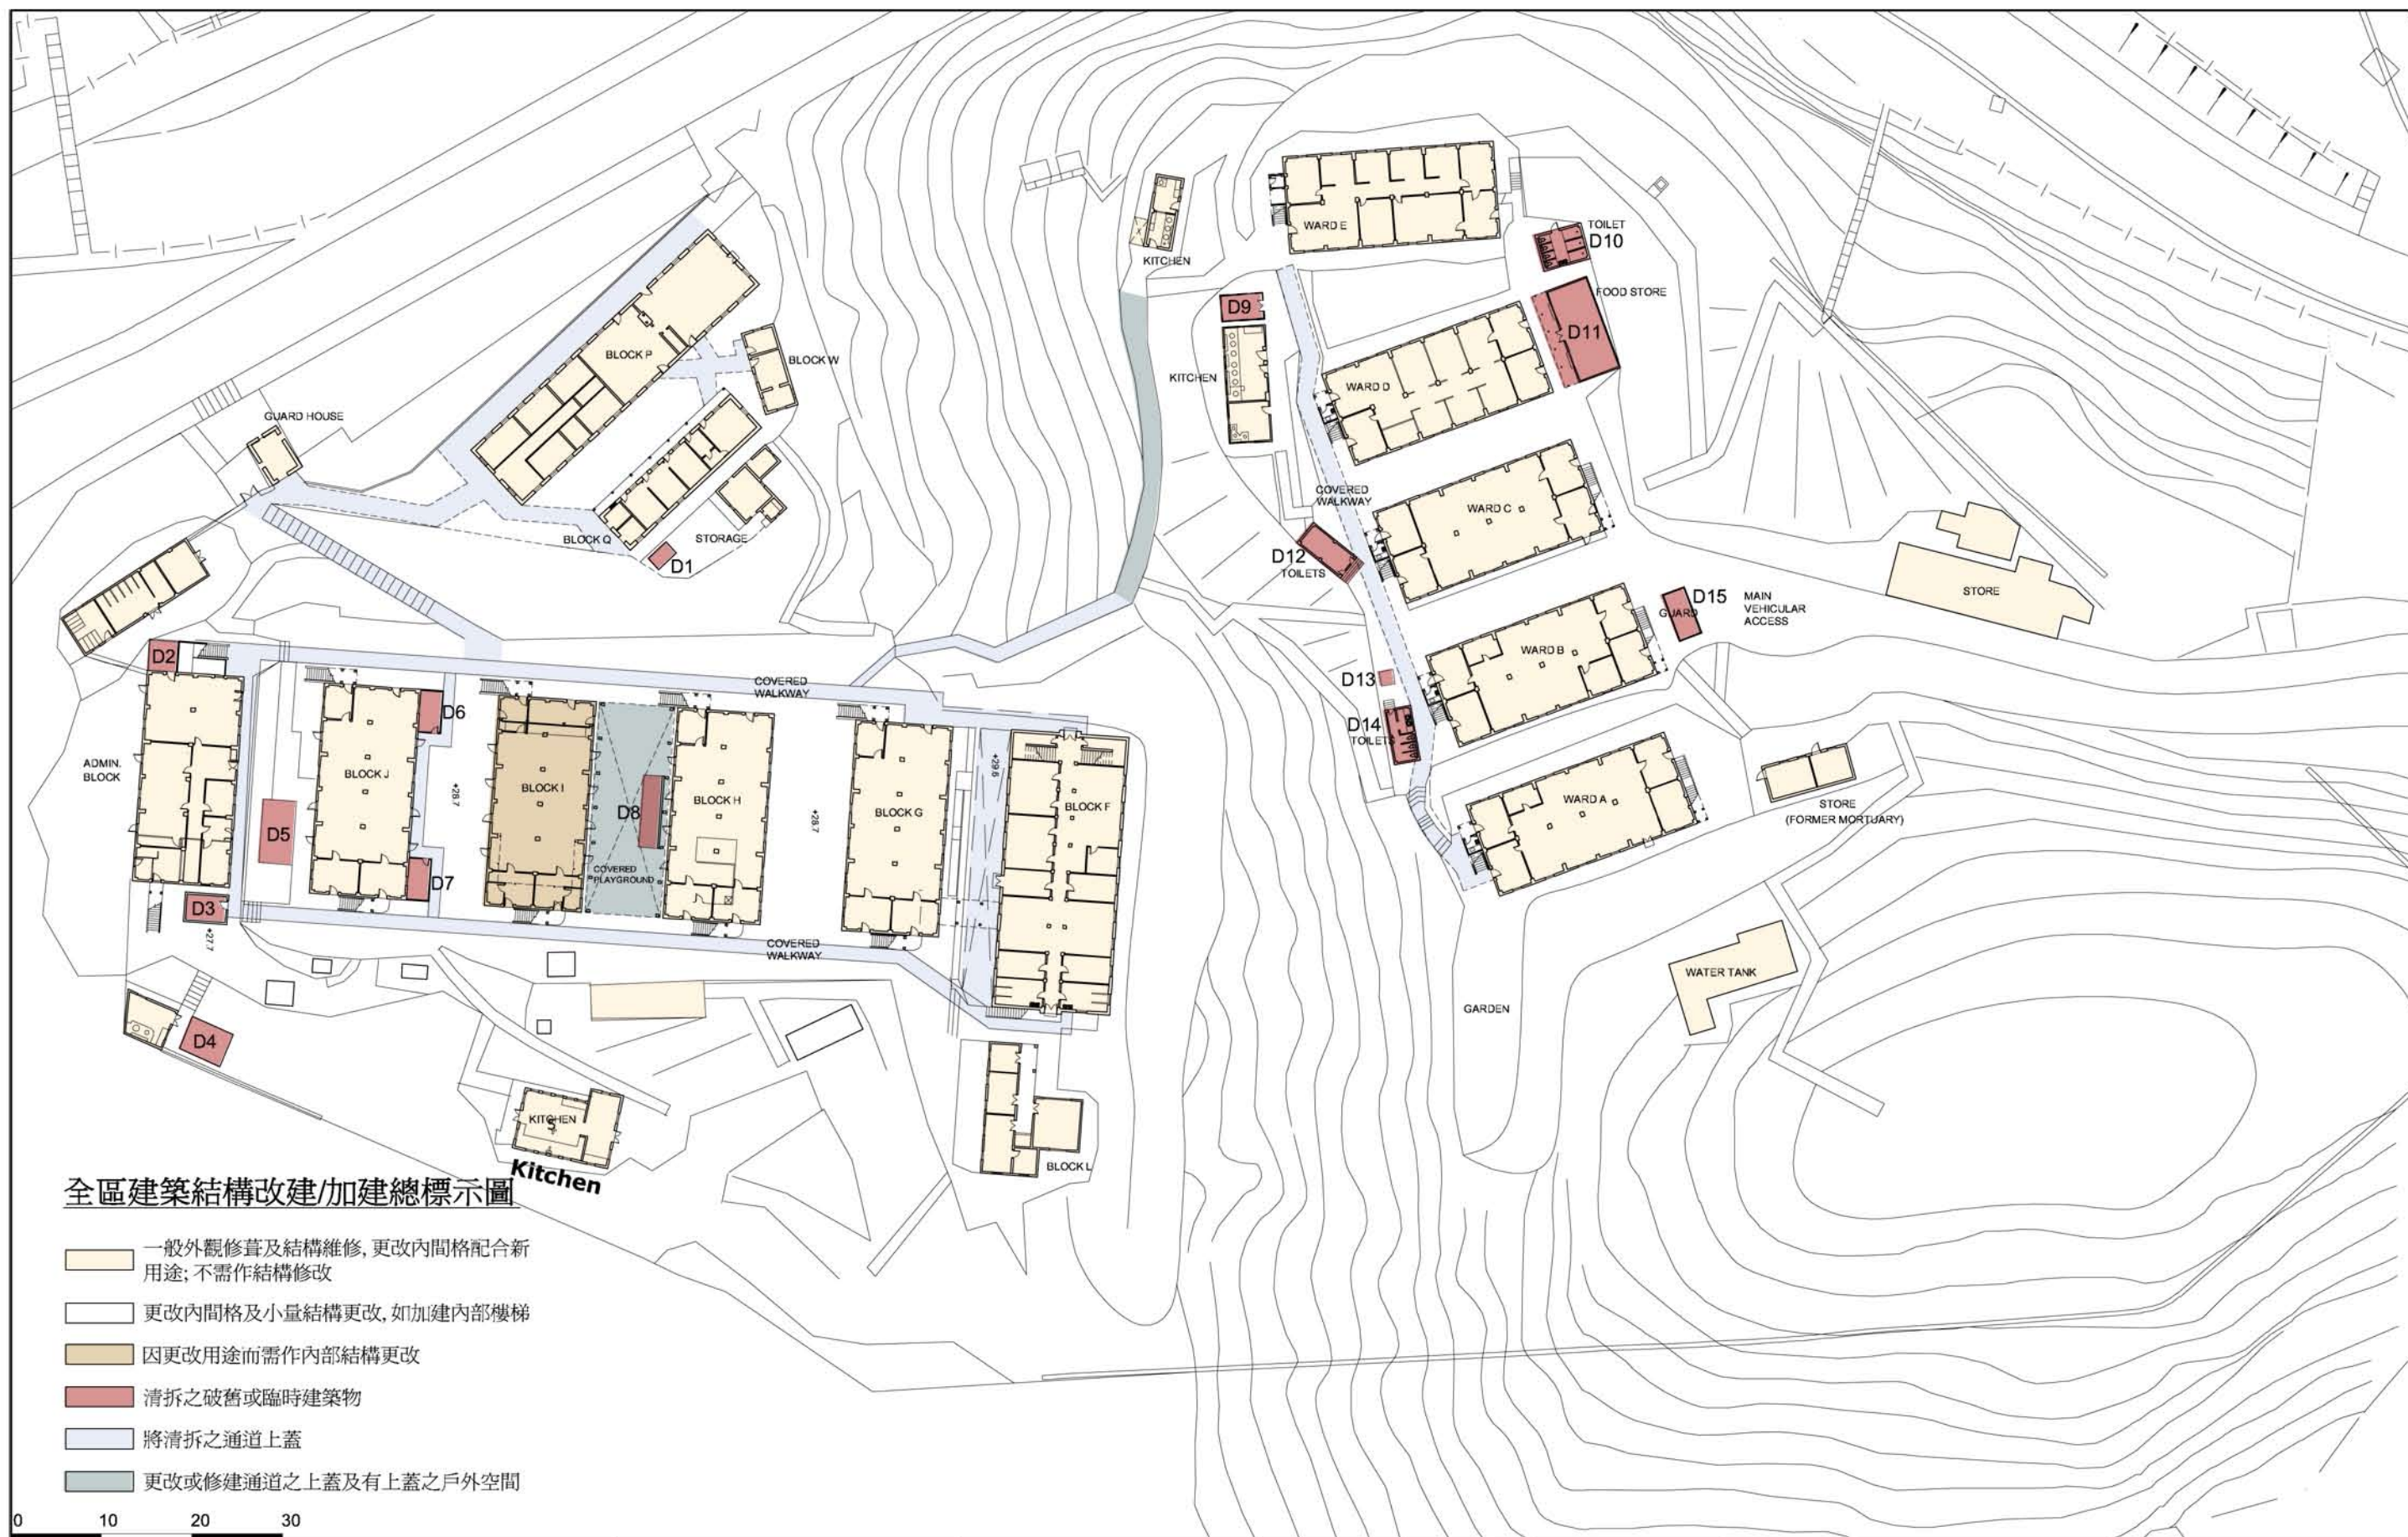 WARD E
TOILET
D10
KITCHEN
FOOD STORE
D9
D11
BLOCK P
BLOCK W
KITCHEN
WARD D
GUARD HOUSE
COVERED
WALKWAY
WARD C
BLOCK Q
STORAGE
D1
D12
TOILETS
STORE
D15
GUARD
MAIN
VEHICULAR
ACCESS
D2
WARD B
COVERED
WALKWAY
D13
D6
D14
TOILETS
ADMIN.
BLOCK
BLOCK J
+28.7
BLOCK I
D8
BLOCK H
+28.7
BLOCK G
+29.6
BLOCK F
WARD A
STORE
(FORMER MORTUARY)
D5
D7
COVERED
PLAYGROUND
D3
+27.7
COVERED
WALKWAY
WATER TANK
GARDEN
D4
KITCHEN
S
Kitchen
BLOCK L
全區建築結構改建/加建總標示圖
一般外觀修葺及結構維修, 更改內間格配合新
用途; 不需作結構修改
更改內間格及小量結構更改, 如加建內部樓梯
因更改用途而需作內部結構更改
清拆之破舊或臨時建築物
將清拆之通道上蓋
更改或修建通道之上蓋及有上蓋之戶外空間
0 10 20 30